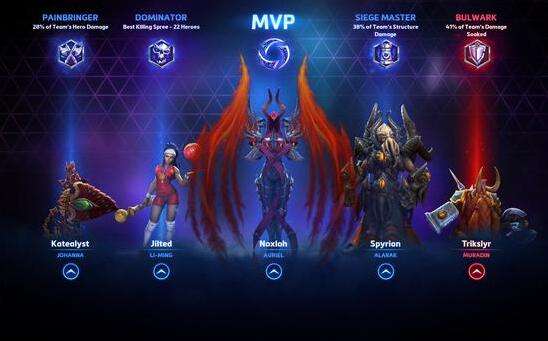 PAINBRINGER
28% of Team's Hero Damage
DOMINATOR
Best Killing Spree - 22 Heroes
MVP
SIEGE MASTER
38% of Team's Structure
Damage
BULWARK
41% of Team's Damage
Soaked
Katealyst
JOHANNA
Jilted
LI-MING
Noxloh
AURIEL
Spyrion
ALARAK
Trikslyr
MURADIN